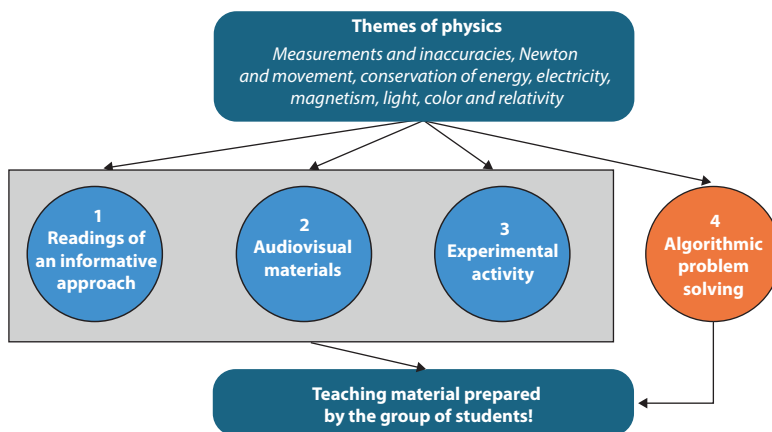 Themes of physics
Measurements and inaccuracies, Newton
and movement, conservation of energy, electricity,
magnetism, light, color and relativity
1
Readings of
an informative
approach
2
Audiovisual
materials
3
Experimental
activity
4
Algorithmic
problem
solving
Teaching material prepared
by the group of students!